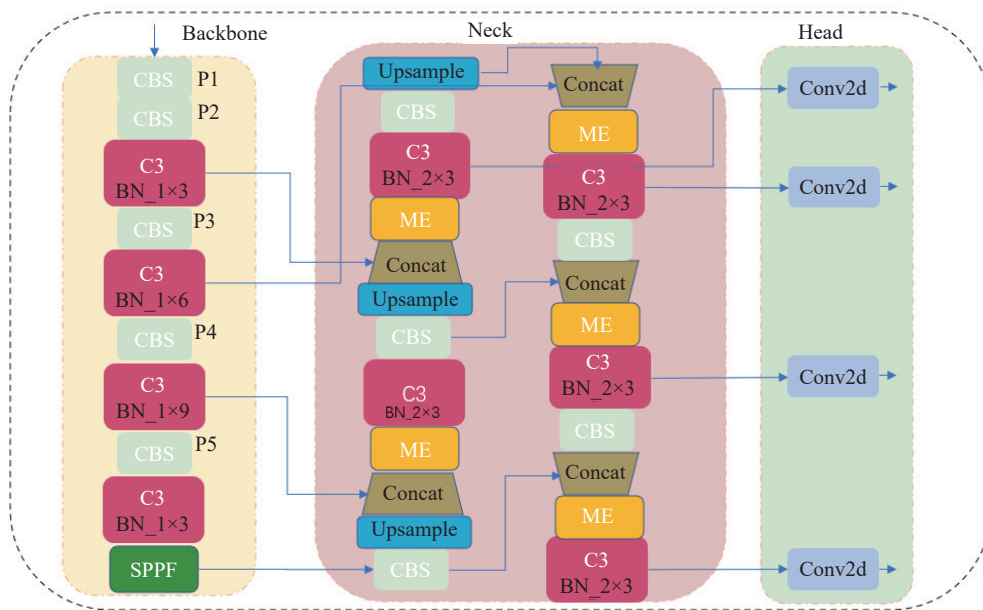 Backbone
Neck
Head
CBS
P1
CBS
P2
C3
BN_1×3
CBS
P3
C3
BN_1×6
CBS
P4
C3
BN_1×9
CBS
P5
C3
BN_1×3
SPPF
Upsample
CBS
C3
BN_2×3
ME
Concat
Upsample
CBS
C3
BN_2×3
ME
Concat
Upsample
CBS
Concat
ME
C3
BN_2×3
CBS
Concat
ME
C3
BN_2×3
CBS
Concat
ME
C3
BN_2×3
Conv2d
Conv2d
Conv2d
Conv2d